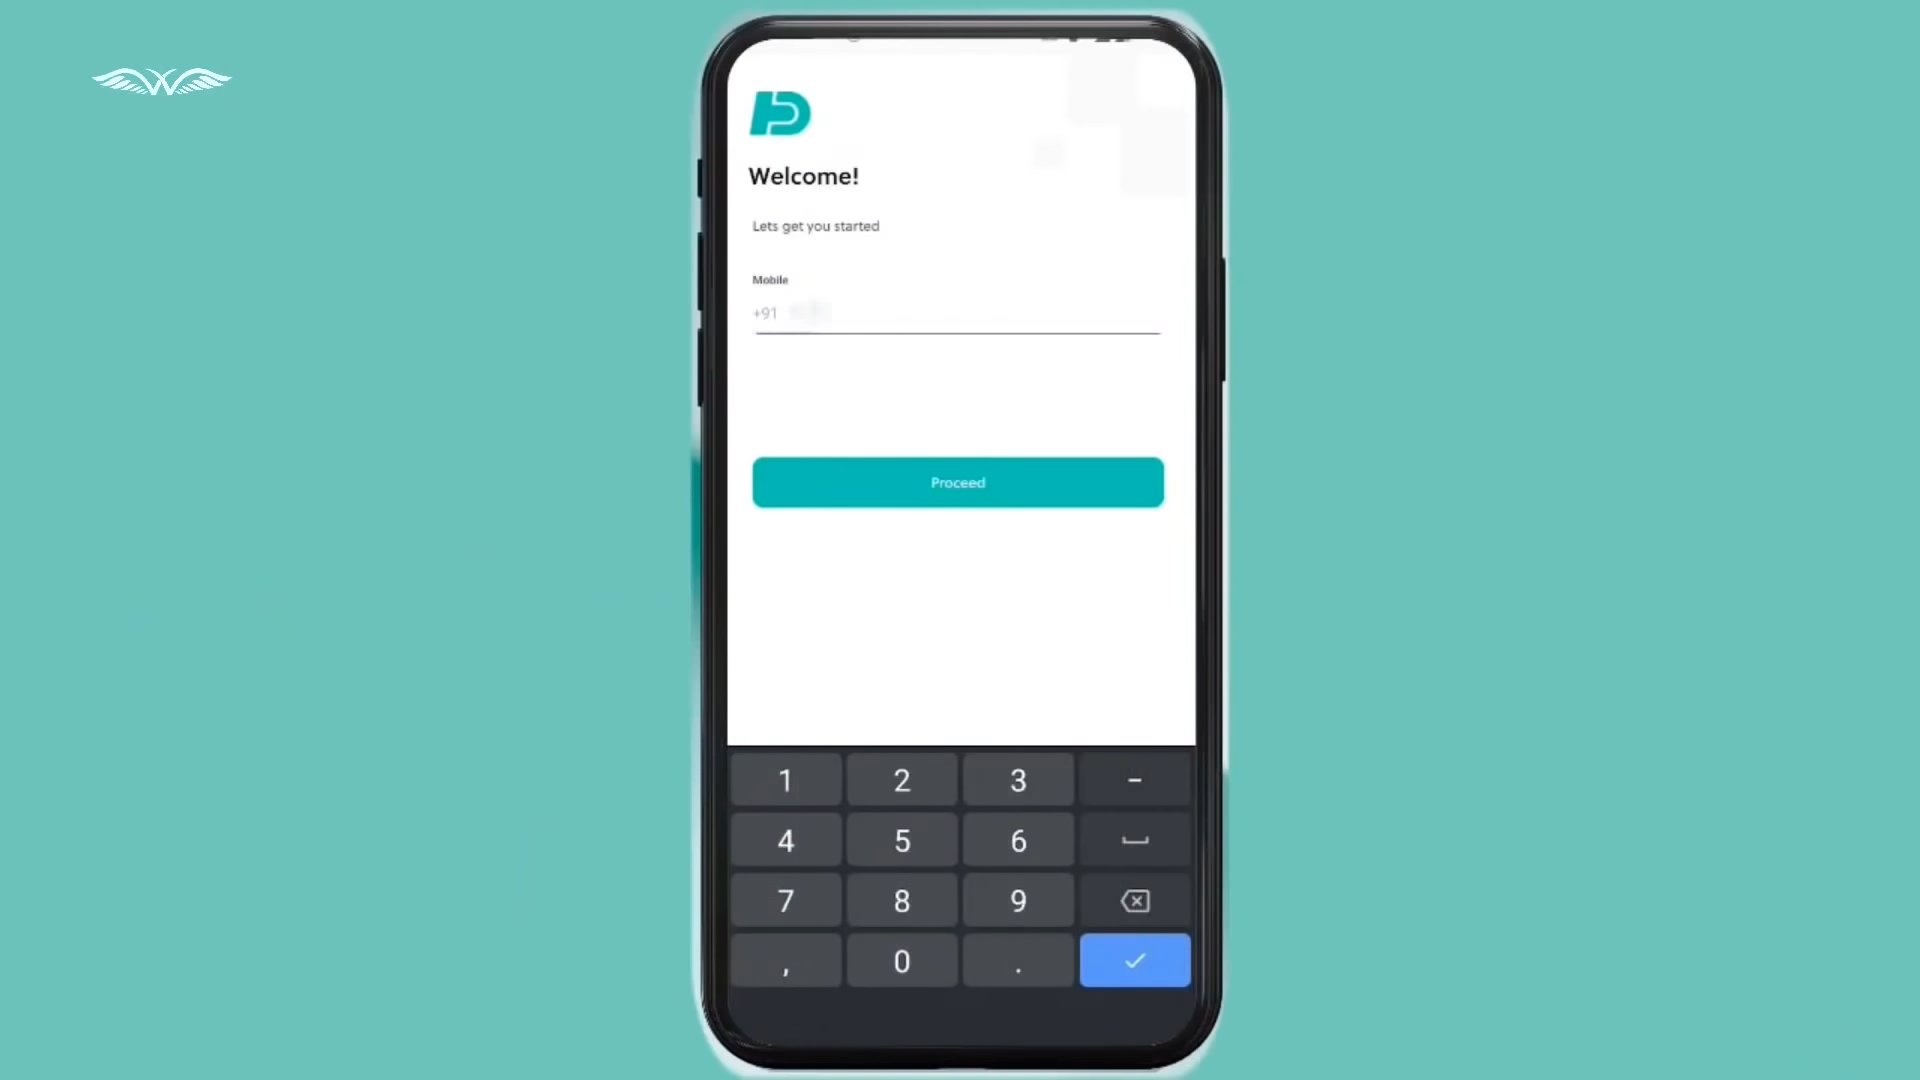 Welcome!
Lets get you started
Mobile
+91
Proceed
1 2 3 -
4 5 6
7 8 9
, 0 .